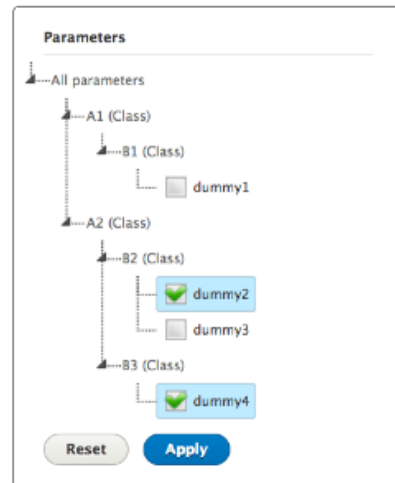 Parameters
All parameters
A1 (Class)
B1 (Class)
dummy1
A2 (Class)
B2 (Class)
dummy2
dummy3
B3 (Class)
dummy4
Reset Apply